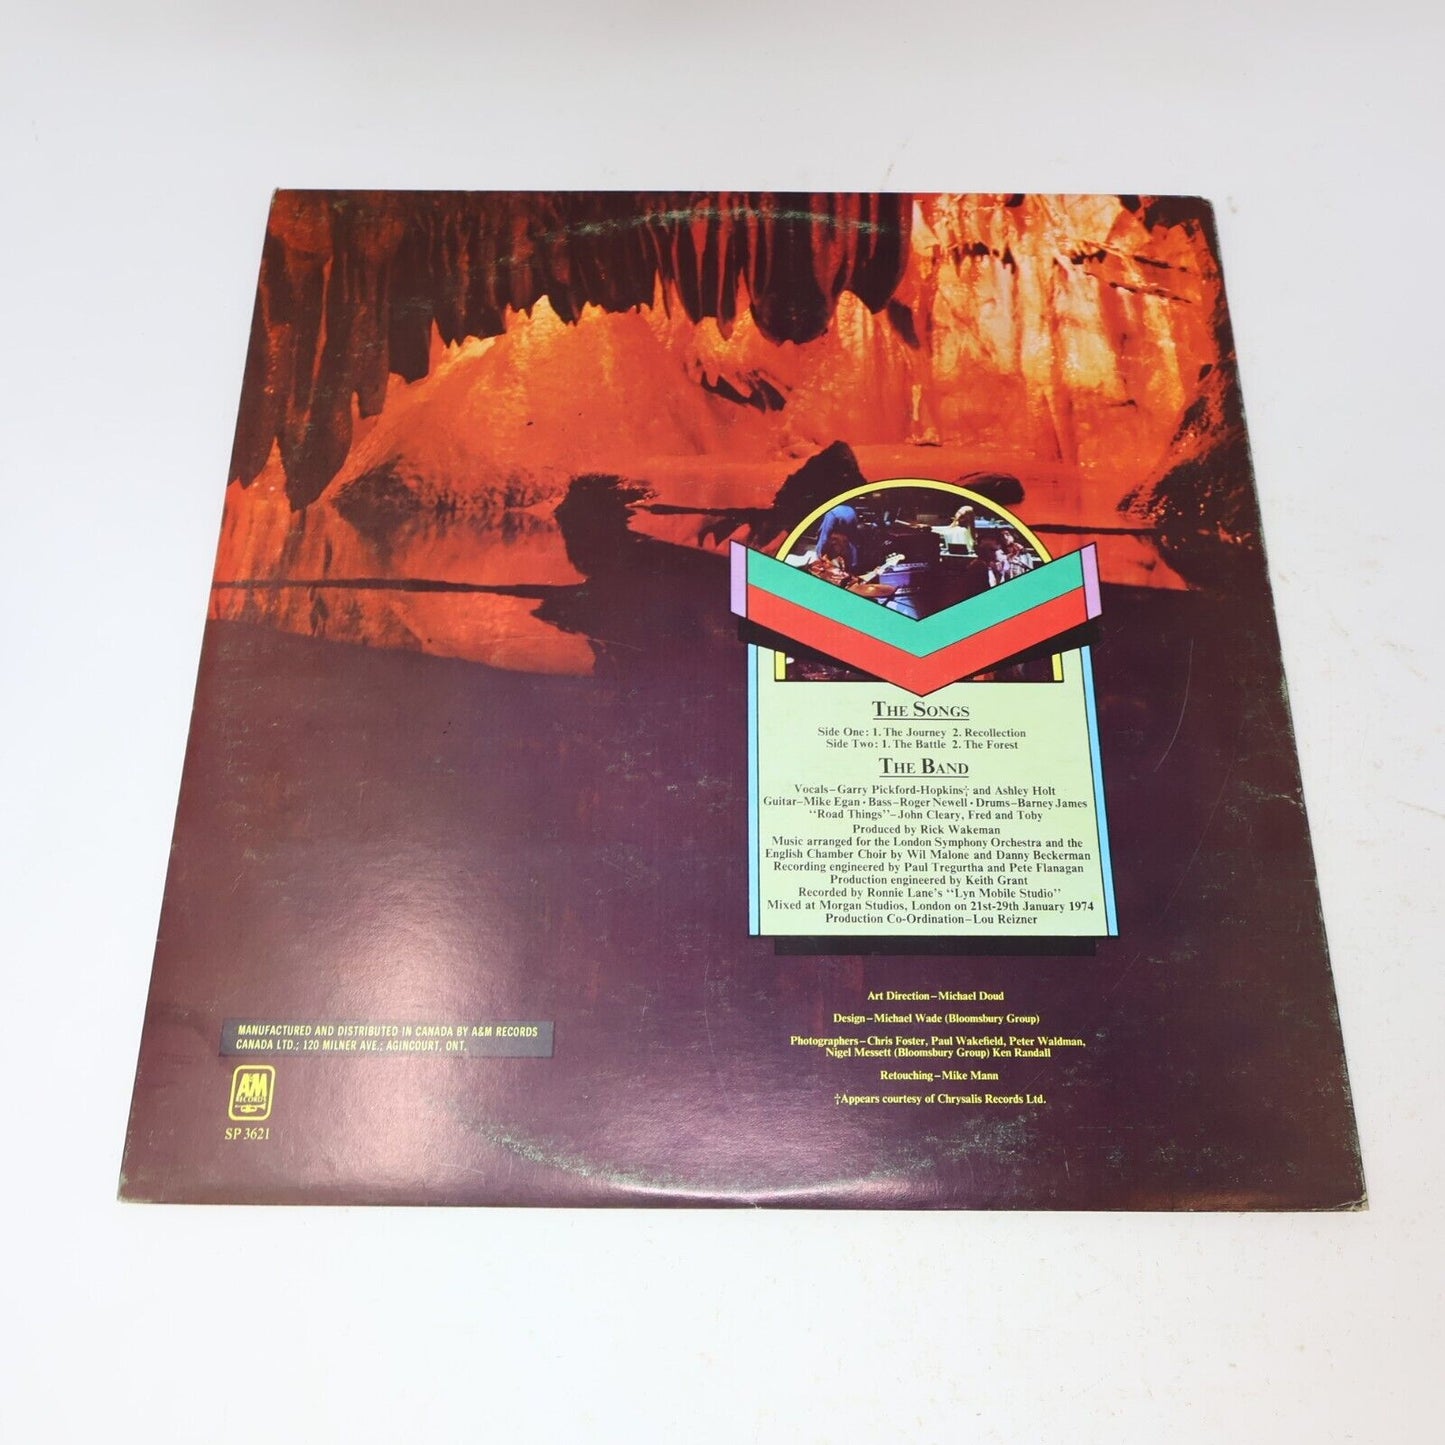 THE SONGS
Side One: 1. The Journey 2. Recollection
Side Two: 1. The Battle 2. The Forest
THE BAND
Vocals–Garry Pickford-Hopkins† and Ashley Holt
Guitar–Mike Egan · Bass–Roger Newell · Drums–Barney James
"Road Things"–John Cleary, Fred and Toby
Produced by Rick Wakeman
Music arranged for the London Symphony Orchestra and the
English Chamber Choir by Wil Malone and Danny Beckerman
Recording engineered by Paul Tregurtha and Pete Flanagan
Production engineered by Keith Grant
Recorded by Ronnie Lane's "Lyn Mobile Studio"
Mixed at Morgan Studios, London on 21st-29th January 1974
Production Co-Ordination–Lou Reizner
Art Direction–Michael Doud
Design–Michael Wade (Bloomsbury Group)
Photographers–Chris Foster, Paul Wakefield, Peter Waldman,
Nigel Messett (Bloomsbury Group) Ken Randall
Retouching–Mike Mann
†Appears courtesy of Chrysalis Records Ltd.
MANUFACTURED AND DISTRIBUTED IN CANADA BY A&M RECORDS
CANADA LTD.; 120 MILNER AVE.; AGINCOURT, ONT.
A&M
RECORDS
SP 3621